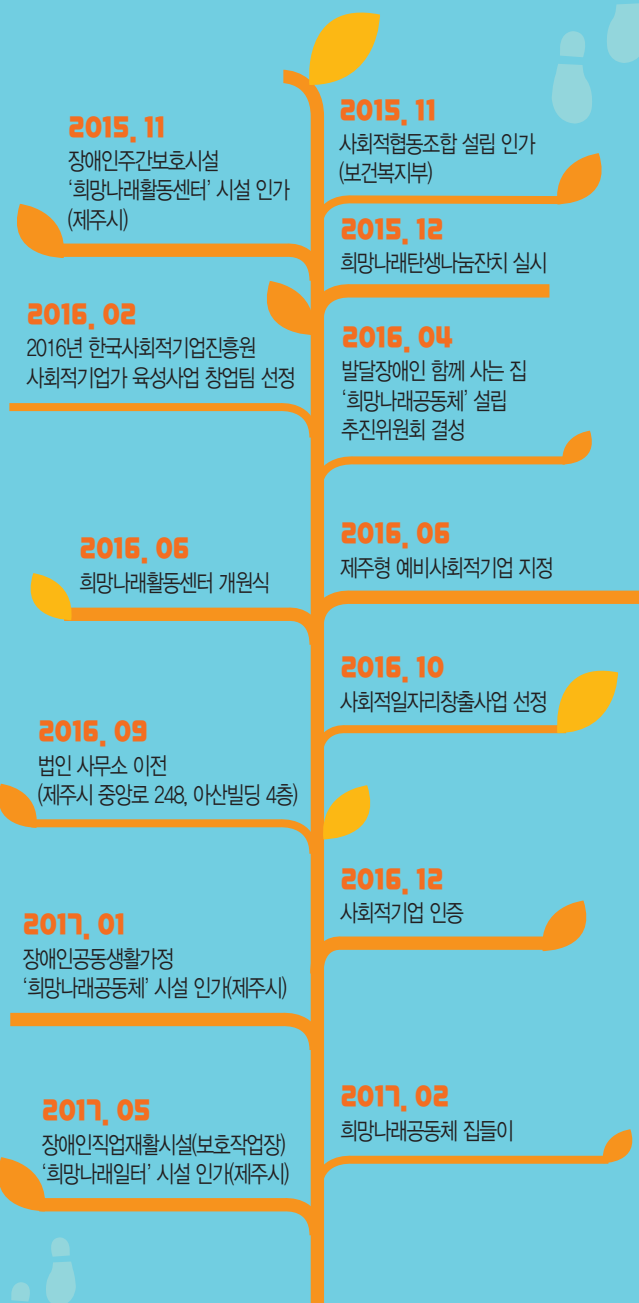 2015. 11
장애인주간보호시설
‘희망나래활동센터’ 시설 인가
(제주시)
2015. 11
사회적협동조합 설립 인가
(보건복지부)
2015. 12
희망나래탄생나눔잔치 실시
2016. 02
2016년 한국사회적기업진흥원
사회적기업가 육성사업 창업팀 선정
2016. 04
발달장애인 함께 사는 집
‘희망나래공동체’ 설립
추진위원회 결성
2016. 06
희망나래활동센터 개원식
2016. 06
제주형 예비사회적기업 지정
2016. 09
법인 사무소 이전
(제주시 중앙로 248, 아산빌딩 4층)
2016. 10
사회적일자리창출사업 선정
2016. 12
사회적기업 인증
2017. 01
장애인공동생활가정
‘희망나래공동체’ 시설 인가(제주시)
2017. 02
희망나래공동체 집들이
2017. 05
장애인직업재활시설(보호작업장)
‘희망나래일터’ 시설 인가(제주시)